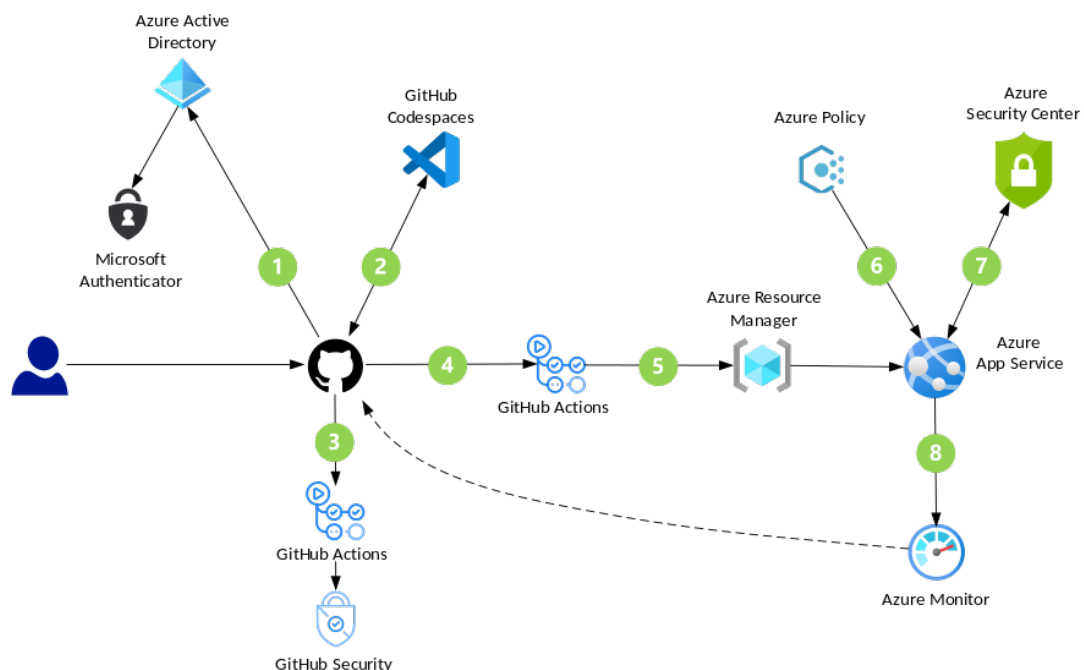 Azure Active
Directory
GitHub
Codespaces
Azure Policy
Azure
Security Center
Microsoft
Authenticator
1
2
6
7
Azure Resource
Manager
Azure
App Service
4
5
GitHub Actions
3
8
GitHub Actions
Azure Monitor
GitHub Security